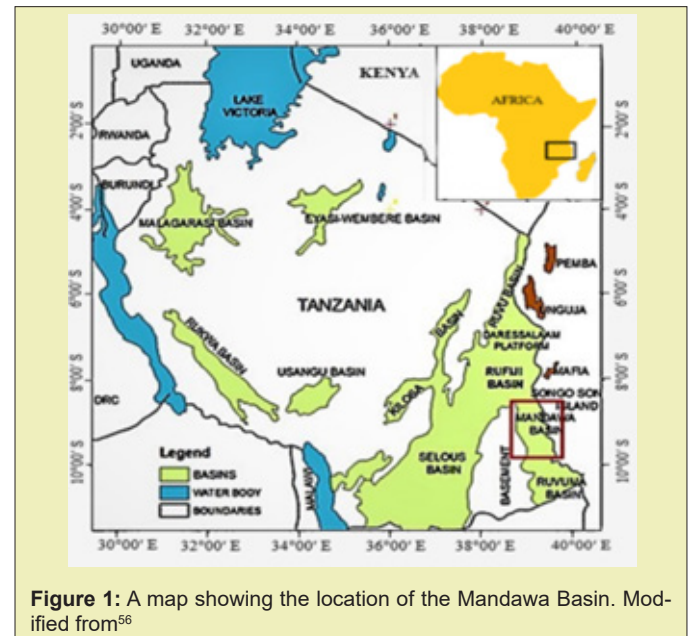 30°00'' E 32°00'' E 34°00'' E 36°00'' E 38°00'' E 40°00'' E
UGANDA
KENYA
AFRICA
LAKE
VICTORIA
2°00'' S
2°00'' S
RWANDA
BURUNDI
4°00'' S
4°00'' S
MALAGARASI BASIN
EYASI-WEMBERE BASIN
PEMBA
6°00'' S
6°00'' S
TANZANIA
RUVU BASIN
UNGUJA
BASIN
DARESSALAAM
PLATFORM
RUKWA BASIN
USANGU BASIN
RUFIJI
BASIN
MAFIA
8°00'' S
8°00'' S
KILOSA
SONGO SON
ISLAND
DRC
MANDAWA
BASIN
Legend
BASINS
WATER BODY
BOUNDARIES
SELOUS
BASIN
BASEMENT
10°00'' S
10°00'' S
MALAWI
RUVUMA
BASIN
30°00'' E 32°00'' E 34°00'' E 36°00'' E 38°00'' E 40°00'' E
Figure 1: A map showing the location of the Mandawa Basin. Mod-
ified from56